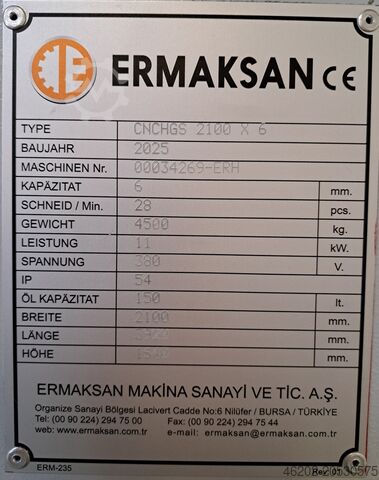 ERMAKSAN CE
TYPE CNCHGS 2100 X 6
BAUJAHR 2025
MASCHINEN Nr. 00034269-ERH
KAPÄZITAT 6 mm.
SCHNEID / Min. 28 pcs.
GEWICHT 4500 kg.
LEISTUNG 11 kW.
SPANNUNG 380 V.
IP 54
ÖL KAPÄZITAT 150 lt.
BREITE 2100 mm.
LÄNGE mm.
HÖHE mm.
ERMAKSAN MAKİNA SANAYİ VE TİC. A.Ş.
Organize Sanayi Bölgesi Lacivert Cadde No:6 Nilüfer / BURSA / TÜRKİYE
Tel: (00 90 224) 294 75 00 Fax: (00 90 224) 294 75 44
web: www.ermaksan.com.tr e-mail: ermaksan@ermaksan.com.tr
ERM-235 Rev.01